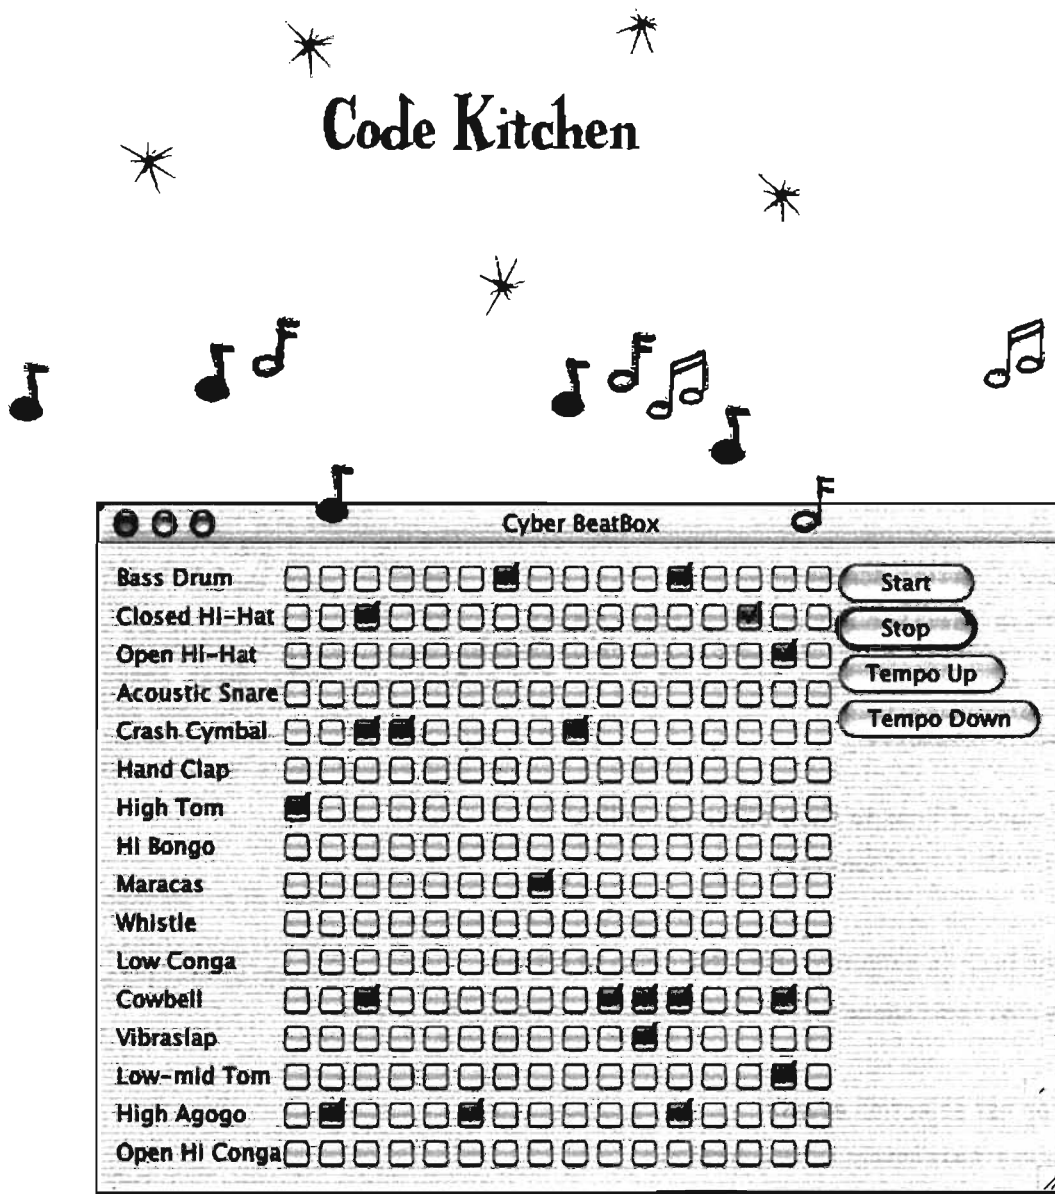 Code Kitchen
Cyber BeatBox
Bass Drum
Start
Closed Hi-Hat
Stop
Open Hi-Hat
Tempo Up
Acoustic Snare
Tempo Down
Crash Cymbal
Hand Clap
High Tom
Hi Bongo
Maracas
Whistle
Low Conga
Cowbell
Vibraslap
Low-mid Tom
High Agogo
Open Hi Conga